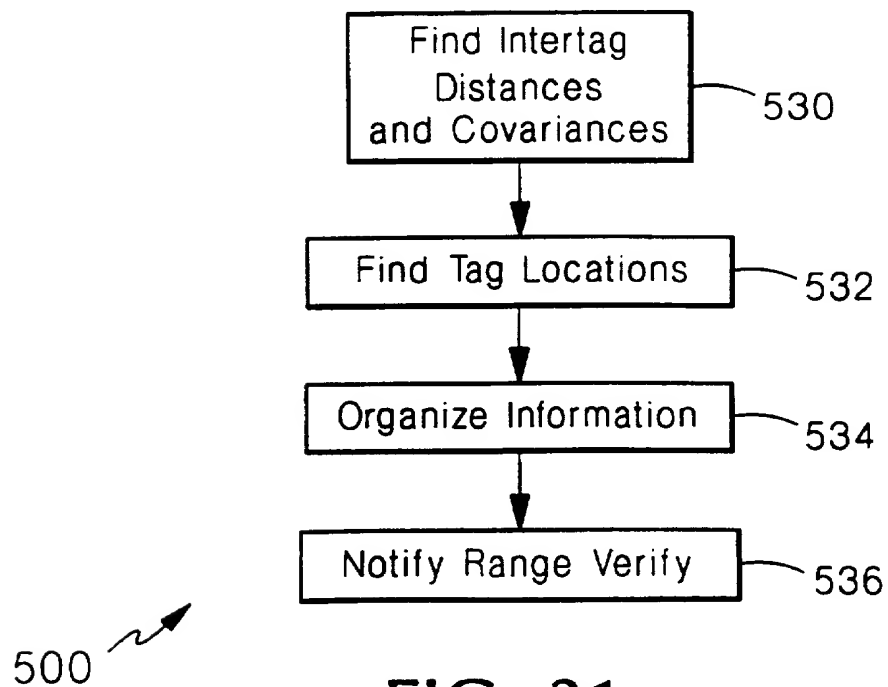 Find Intertag
Distances
and Covariances
530
Find Tag Locations
532
Organize Information
534
Notify Range Verify
536
500